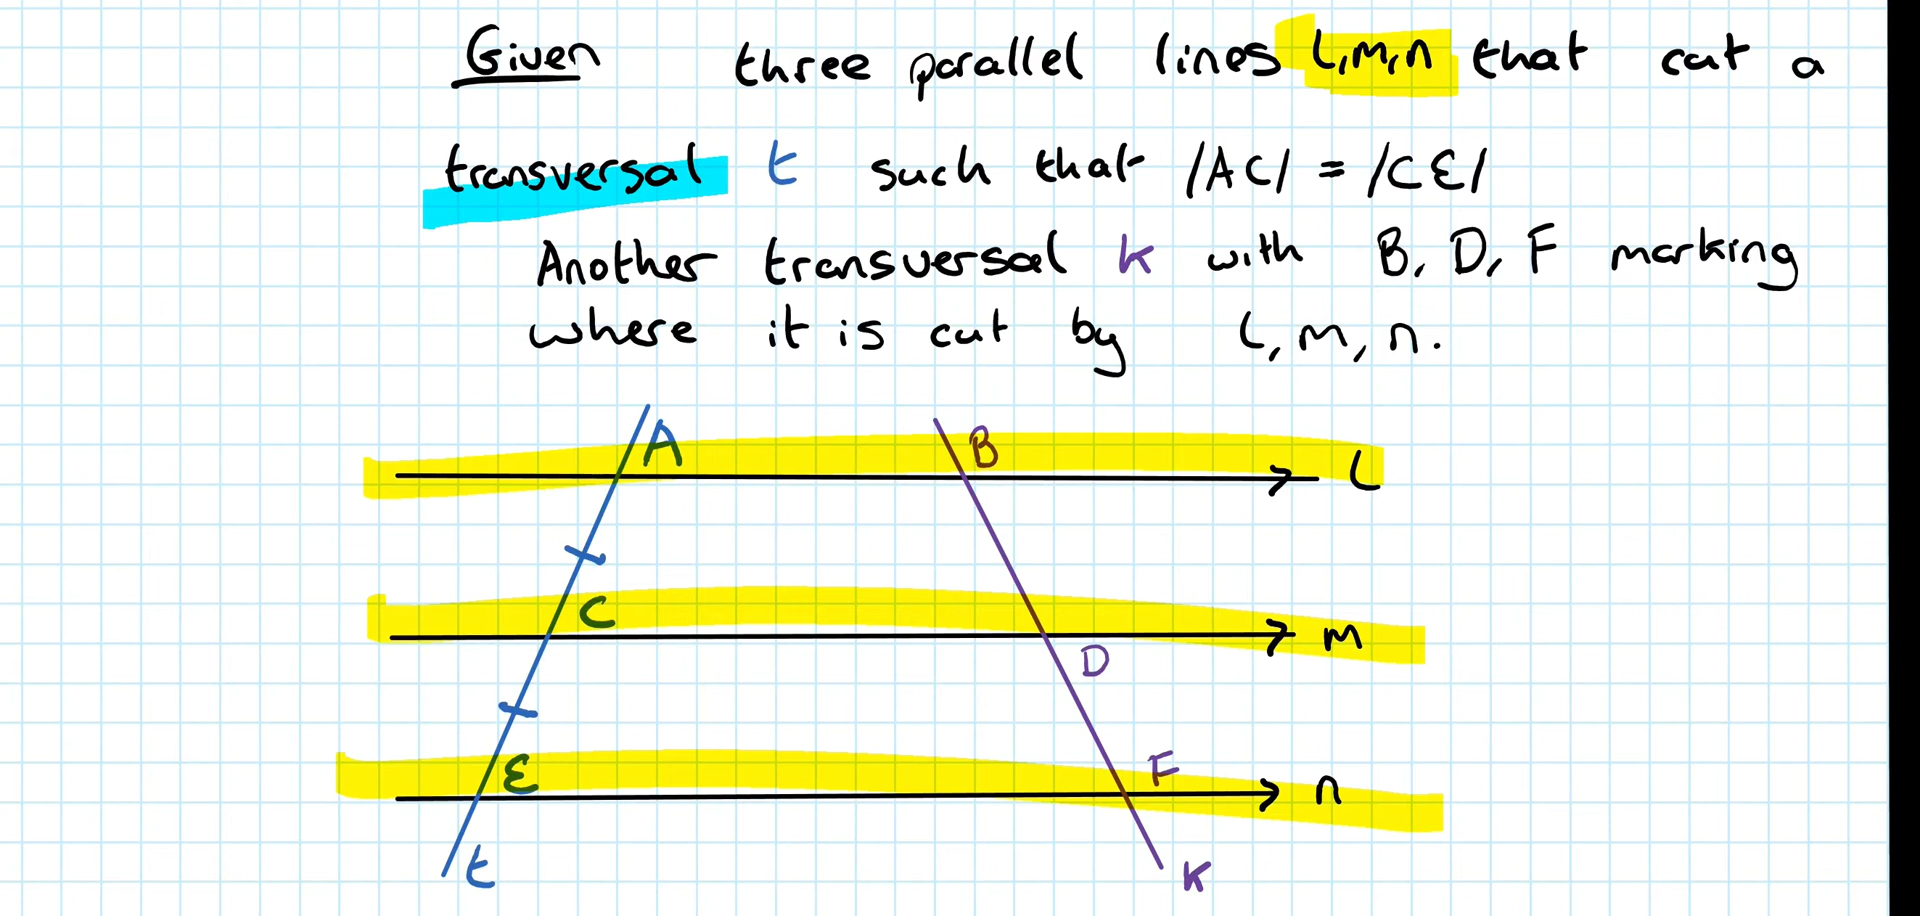 Given three parallel lines l, m, n that cut a
transversal t such that |AC| = |CE|
Another transversal k with B, D, F marking
where it is cut by l, m, n.
A B l
C m
D
E F n
t k